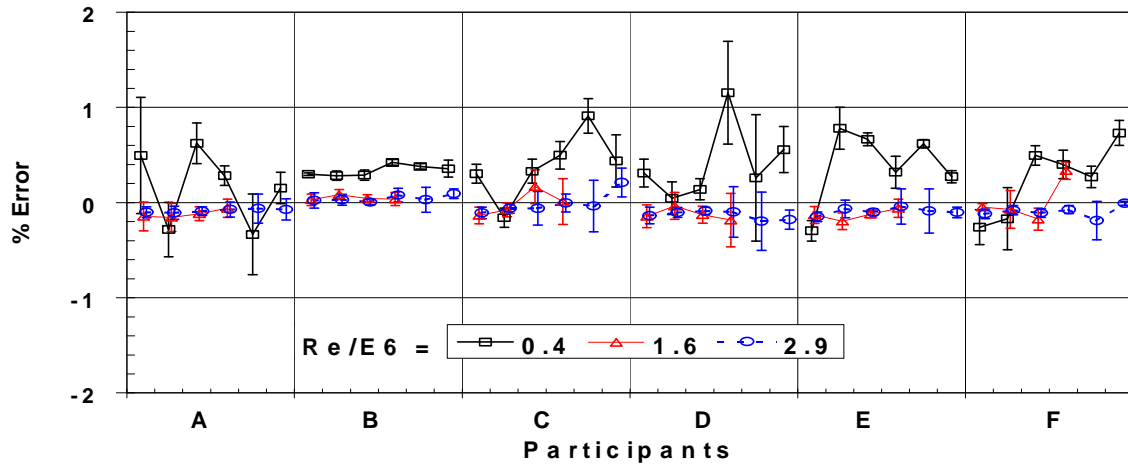 2
1
0
-1
-2
% Error
Re/E6 = 0.4 1.6 2.9
A B C D E F
Participants